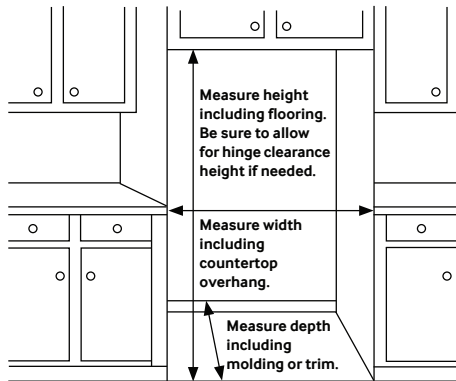 Measure height
including flooring.
Be sure to allow
for hinge clearance
height if needed.
Measure width
including
countertop
overhang.
Measure depth
including
molding or trim.